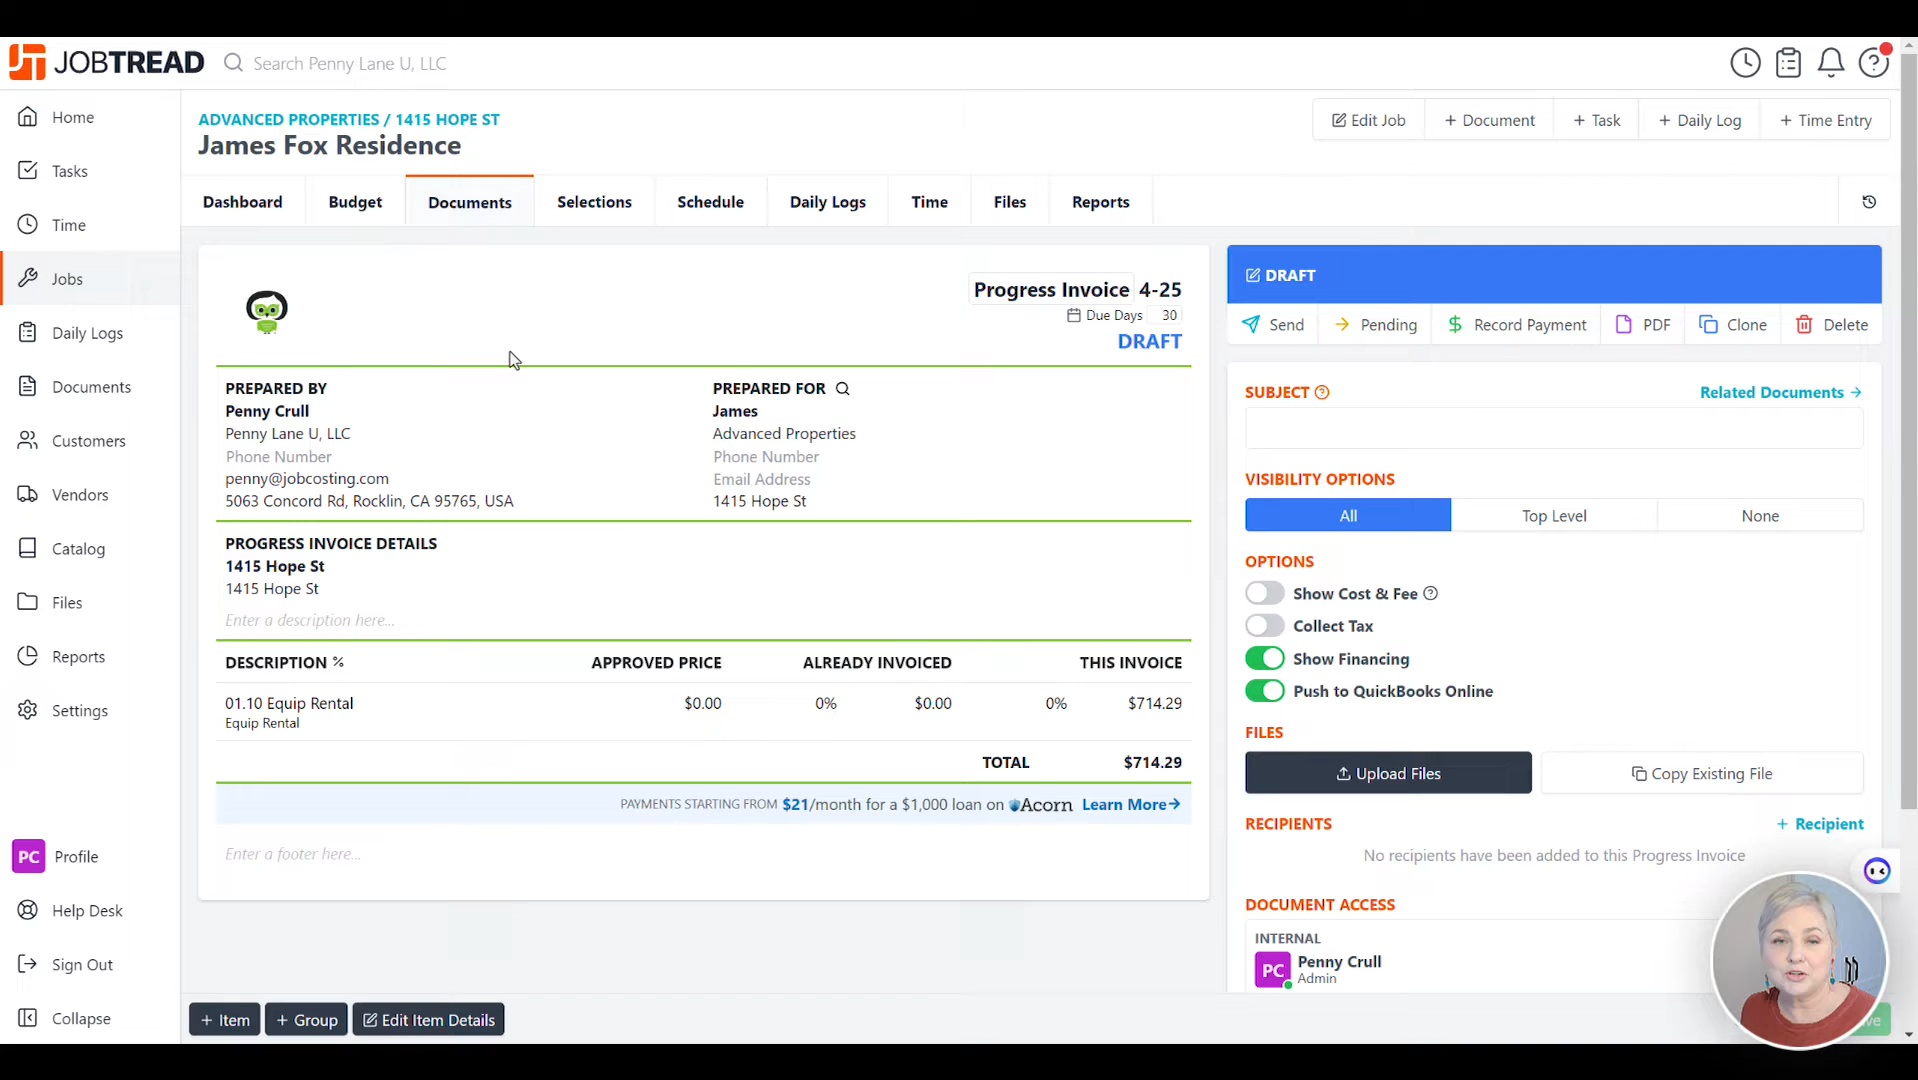 JOBTREAD
Search Penny Lane U, LLC
Home
Tasks
Time
Jobs
Daily Logs
Documents
Customers
Vendors
Catalog
Files
Reports
Settings
PC Profile
Help Desk
Sign Out
Collapse
ADVANCED PROPERTIES / 1415 HOPE ST
James Fox Residence
Edit Job + Document + Task + Daily Log + Time Entry
Dashboard Budget Documents Selections Schedule Daily Logs Time Files Reports
Progress Invoice 4-25
Due Days 30
DRAFT
PREPARED BY
Penny Crull
Penny Lane U, LLC
Phone Number
penny@jobcosting.com
5063 Concord Rd, Rocklin, CA 95765, USA
PREPARED FOR
James
Advanced Properties
Phone Number
Email Address
1415 Hope St
PROGRESS INVOICE DETAILS
1415 Hope St
1415 Hope St
Enter a description here...
DESCRIPTION % APPROVED PRICE ALREADY INVOICED THIS INVOICE
01.10 Equip Rental $0.00 0% $0.00 0% $714.29
Equip Rental
TOTAL $714.29
PAYMENTS STARTING FROM $21/month for a $1,000 loan on Acorn Learn More→
Enter a footer here...
+ Item + Group Edit Item Details
DRAFT
Send Pending $ Record Payment PDF Clone Delete
SUBJECT Related Documents →
VISIBILITY OPTIONS
All Top Level None
OPTIONS
Show Cost & Fee
Collect Tax
Show Financing
Push to QuickBooks Online
FILES
Upload Files Copy Existing File
RECIPIENTS + Recipient
No recipients have been added to this Progress Invoice
DOCUMENT ACCESS
INTERNAL
PC Penny Crull
Admin